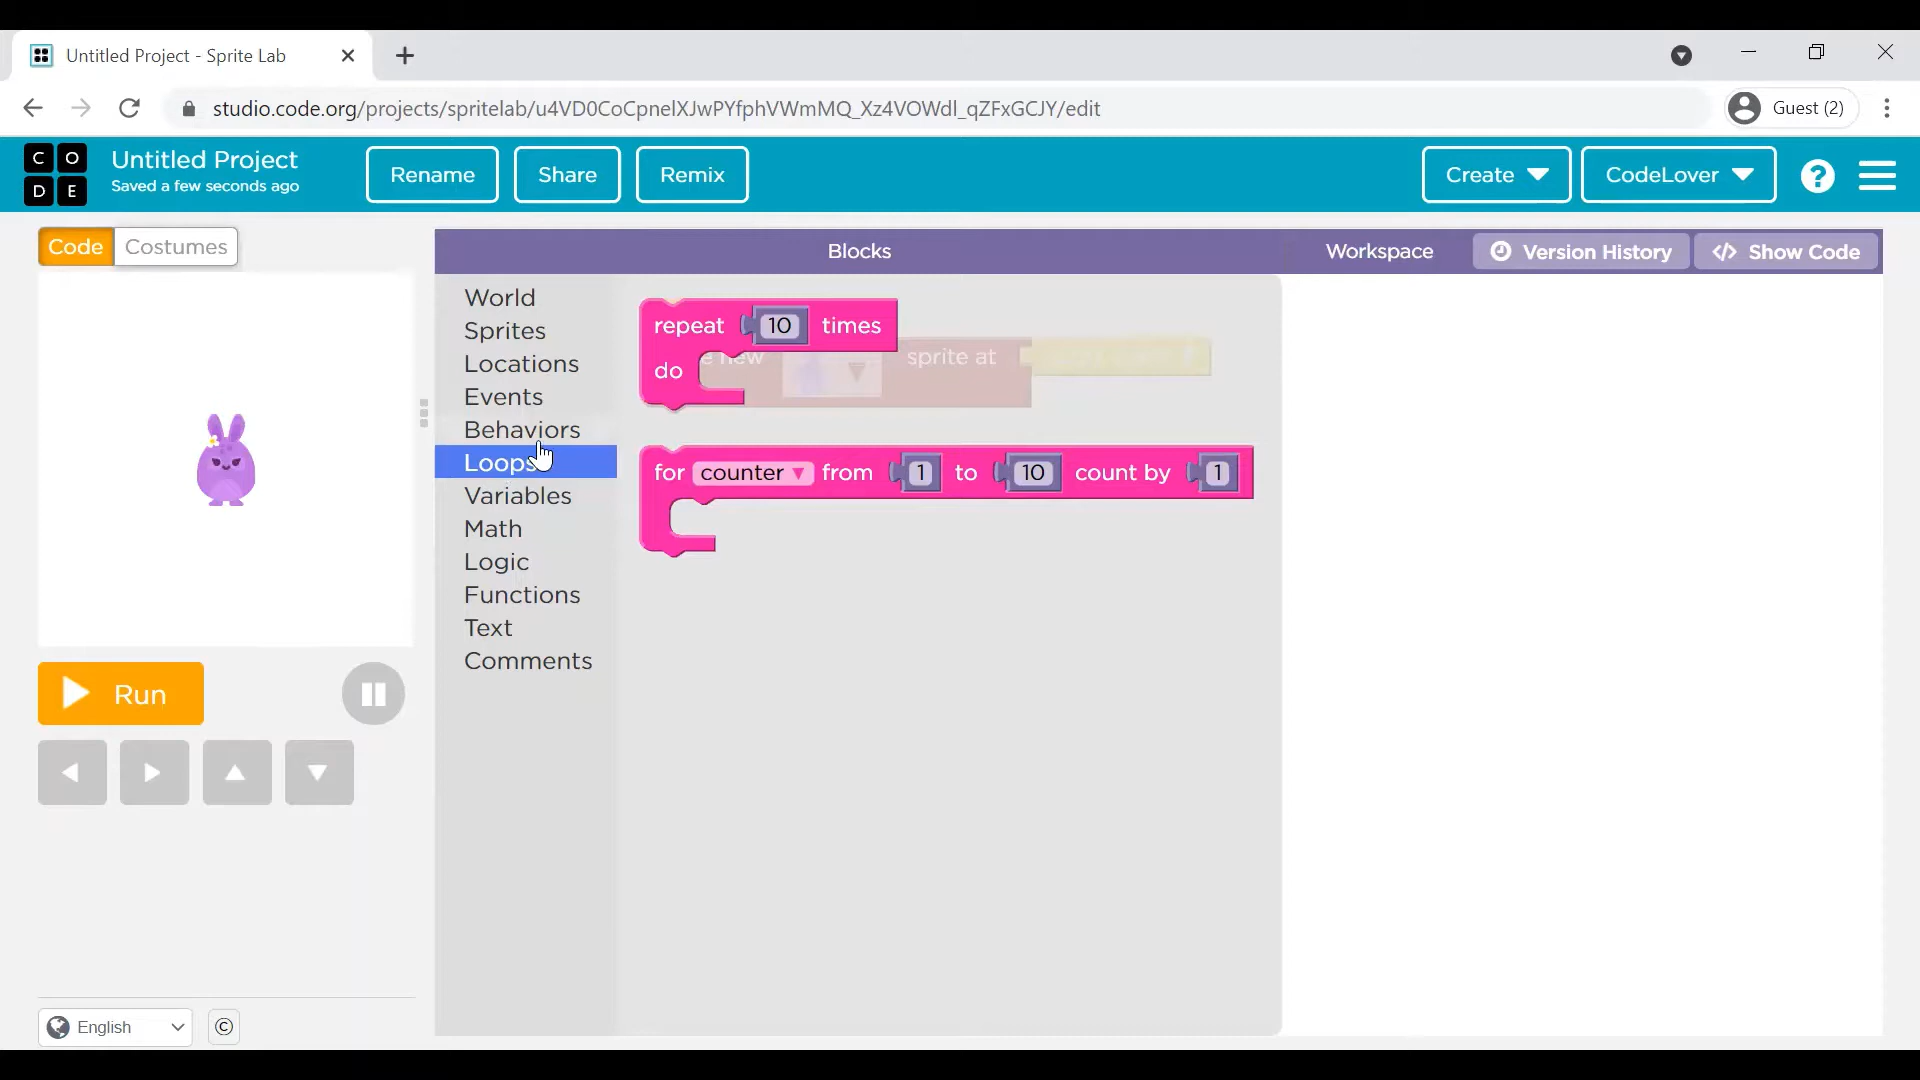 Untitled Project - Sprite Lab
studio.code.org/projects/spritelab/u4VD0CoCpnelXJwPYfphVWmMQ_Xz4VOWdl_qZFxGCJY/edit
Guest (2)
C O
D E
Untitled Project
Saved a few seconds ago
Rename
Share
Remix
Create
CodeLover
?
Code
Costumes
Blocks
Workspace
Version History
</> Show Code
World
Sprites
Locations
Events
Behaviors
Loops
Variables
Math
Logic
Functions
Text
Comments
repeat 10 times
do
e new sprite at
for counter from 1 to 10 count by 1
Run
English
©